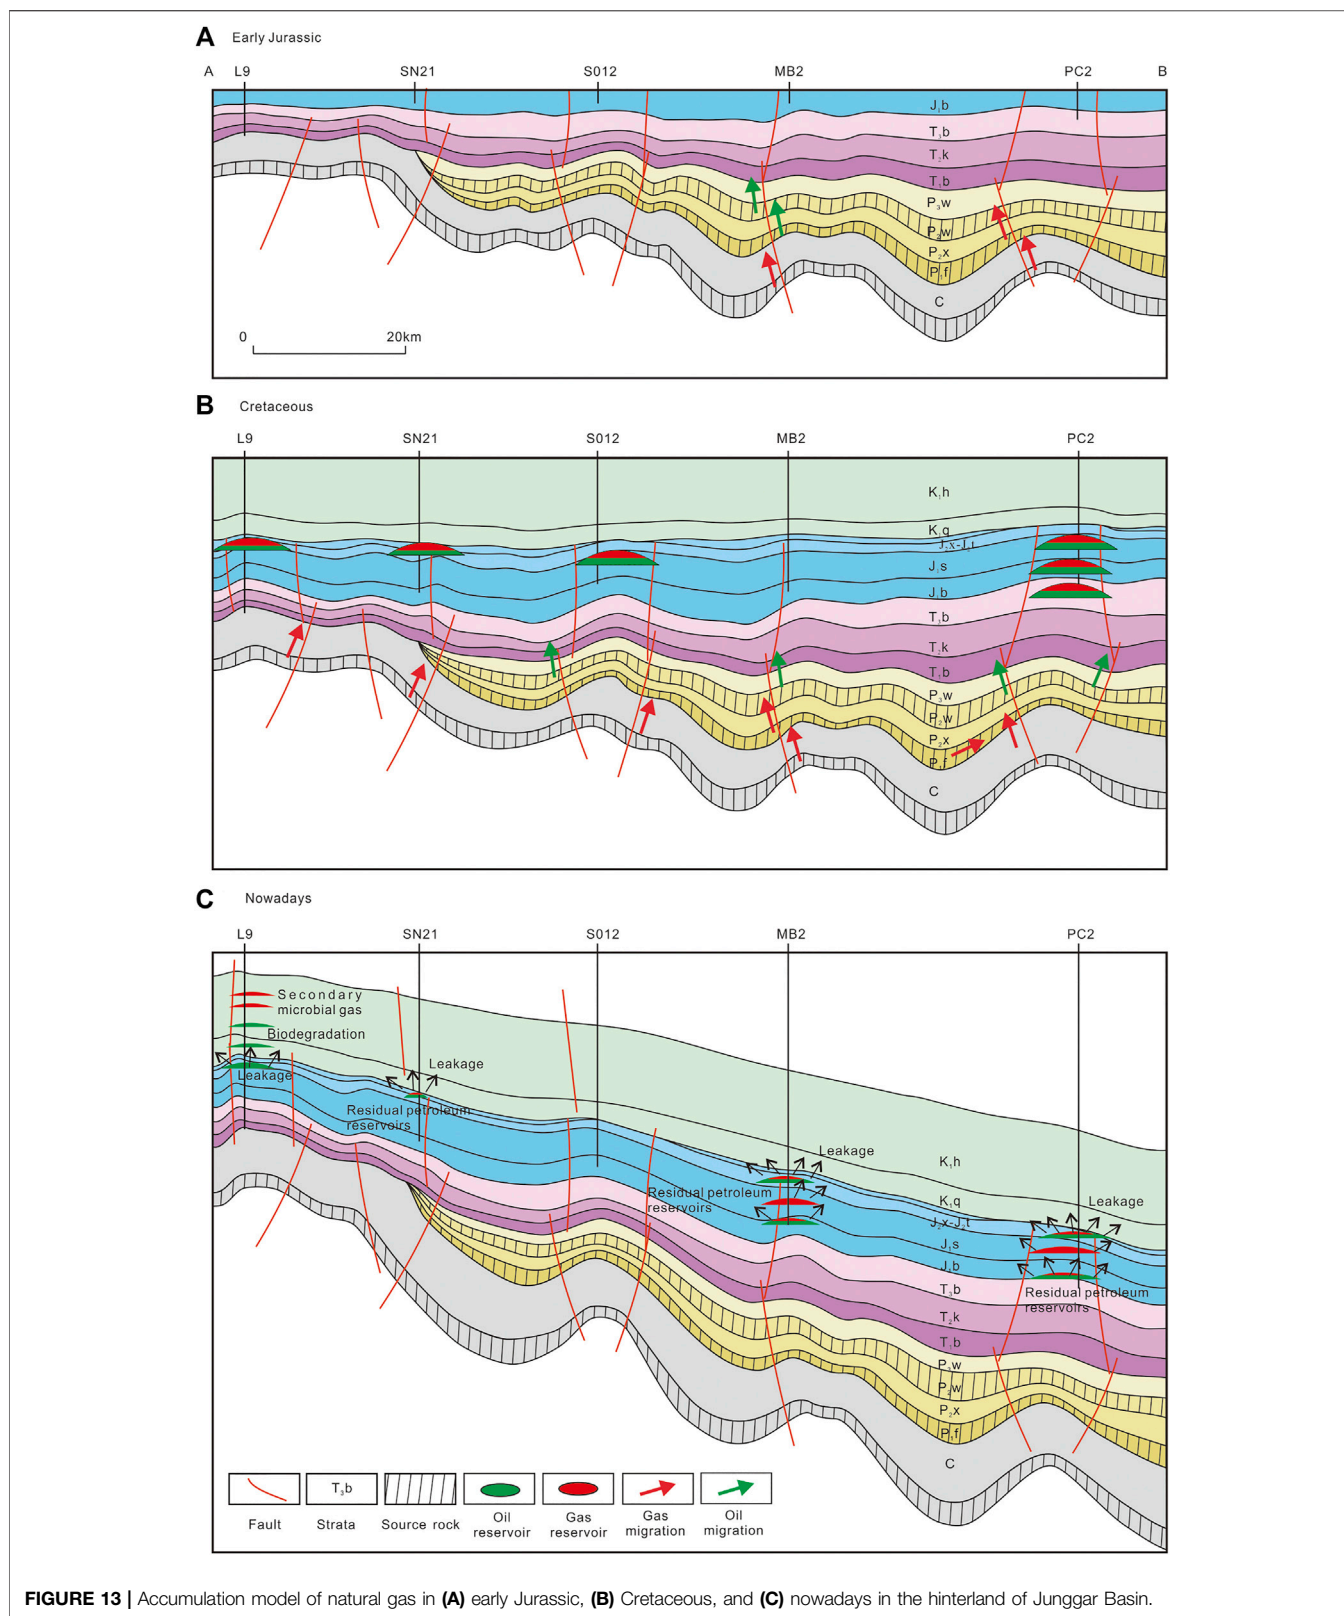 A Early Jurassic
A L9 SN21 S012 MB2 PC2 B
J₁b
T₃b
T₂k
T₁b
P₃w
P₂w
P₂x
P₁f
C
0 20km
B Cretaceous
L9 SN21 S012 MB2 PC2
K₁h
K₁q
J₂x-J₂t
J₁s
J₁b
T₃b
T₂k
T₁b
P₃w
P₂w
P₂x
P₁f
C
C Nowadays
L9 SN21 S012 MB2 PC2
Secondary
microbial gas
Biodegradation
Leakage
Leakage
Residual petroleum
reservoirs
Leakage
Residual petroleum
reservoirs
Leakage
Residual petroleum
reservoirs
K₁h
K₁q
J₂x-J₂t
J₁s
J₁b
T₃b
T₂k
T₁b
P₃w
P₂w
P₂x
P₁f
C
T₃b
Fault Strata Source rock Oil Gas Gas Oil
reservoir reservoir migration migration
FIGURE 13 | Accumulation model of natural gas in (A) early Jurassic, (B) Cretaceous, and (C) nowadays in the hinterland of Junggar Basin.